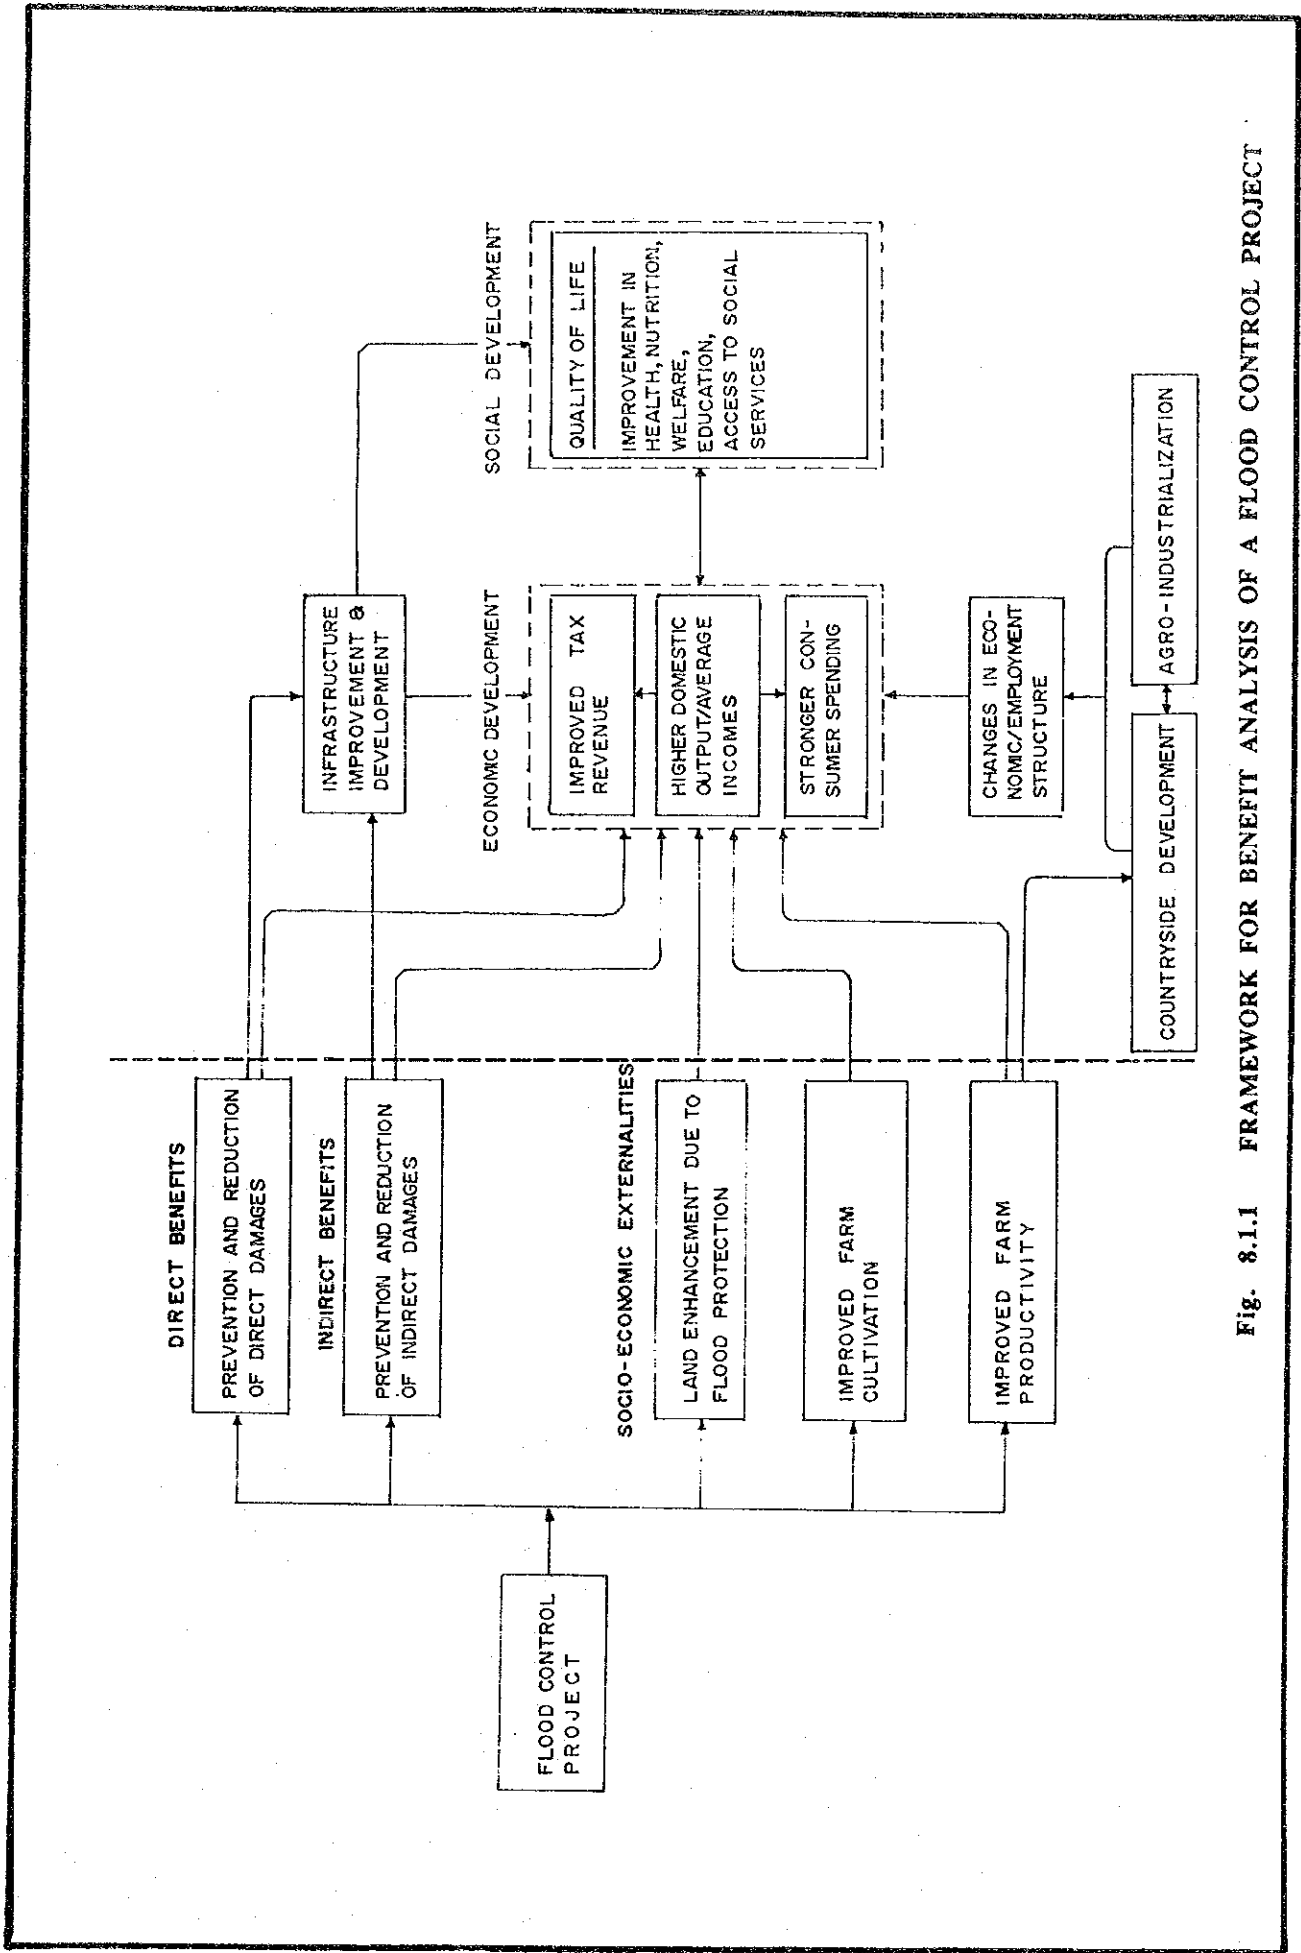 FLOOD CONTROL
PROJECT
DIRECT BENEFITS
PREVENTION AND REDUCTION
OF DIRECT DAMAGES
INDIRECT BENEFITS
PREVENTION AND REDUCTION
OF INDIRECT DAMAGES
SOCIO-ECONOMIC EXTERNALITIES
LAND ENHANCEMENT DUE TO
FLOOD PROTECTION
IMPROVED FARM
CULTIVATION
IMPROVED FARM
PRODUCTIVITY
INFRASTRUCTURE
IMPROVEMENT &
DEVELOPMENT
ECONOMIC DEVELOPMENT
IMPROVED TAX
REVENUE
HIGHER DOMESTIC
OUTPUT/AVERAGE
INCOMES
STRONGER CON-
SUMER SPENDING
CHANGES IN ECO-
NOMIC/EMPLOYMENT
STRUCTURE
COUNTRYSIDE DEVELOPMENT
AGRO-INDUSTRIALIZATION
SOCIAL DEVELOPMENT
QUALITY OF LIFE
IMPROVEMENT IN
HEALTH, NUTRITION,
WELFARE,
EDUCATION,
ACCESS TO SOCIAL
SERVICES
Fig. 8.1.1 FRAMEWORK FOR BENEFIT ANALYSIS OF A FLOOD CONTROL PROJECT